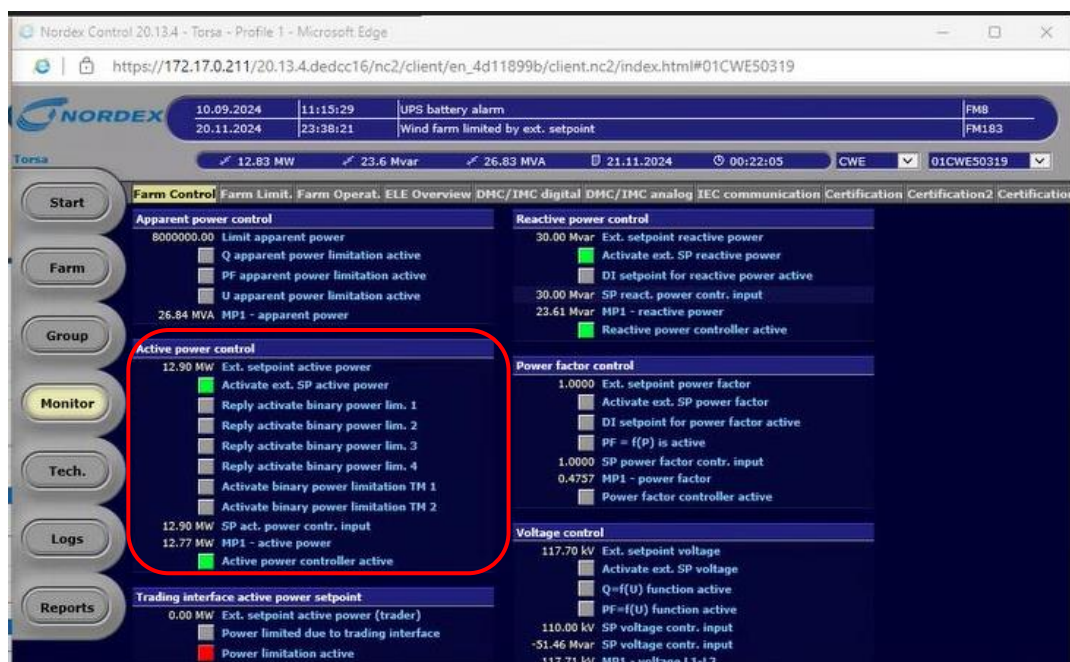 Nordex Control 20.13.4 - Torsa - Profile 1 - Microsoft Edge
https://172.17.0.211/20.13.4.dedcc16/nc2/client/en_4d11899b/client.nc2/index.html#01CWE50319
NORDEX
10.09.2024 11:15:29 UPS battery alarm FM8
20.11.2024 23:38:21 Wind farm limited by ext. setpoint FM183
Torsa
12.83 MW 23.6 Mvar 26.83 MVA 21.11.2024 00:22:05 CWE 01CWE50319
Start
Farm
Group
Monitor
Tech.
Logs
Reports
Farm Control Farm Limit. Farm Operat. ELE Overview DMC/IMC digital DMC/IMC analog IEC communication Certification Certification2 Certification
Apparent power control
8000000.00 Limit apparent power
Q apparent power limitation active
PF apparent power limitation active
U apparent power limitation active
26.84 MVA MP1 - apparent power
Active power control
12.90 MW Ext. setpoint active power
Activate ext. SP active power
Reply activate binary power lim. 1
Reply activate binary power lim. 2
Reply activate binary power lim. 3
Reply activate binary power lim. 4
Activate binary power limitation TM 1
Activate binary power limitation TM 2
12.90 MW SP act. power contr. input
12.77 MW MP1 - active power
Active power controller active
Trading interface active power setpoint
0.00 MW Ext. setpoint active power (trader)
Power limited due to trading interface
Power limitation active
Reactive power control
30.00 Mvar Ext. setpoint reactive power
Activate ext. SP reactive power
DI setpoint for reactive power active
30.00 Mvar SP react. power contr. input
23.61 Mvar MP1 - reactive power
Reactive power controller active
Power factor control
1.0000 Ext. setpoint power factor
Activate ext. SP power factor
DI setpoint for power factor active
PF = f(P) is active
1.0000 SP power factor contr. input
0.4757 MP1 - power factor
Power factor controller active
Voltage control
117.70 kV Ext. setpoint voltage
Activate ext. SP voltage
Q=f(U) function active
PF=f(U) function active
110.00 kV SP voltage contr. input
-51.46 Mvar SP voltage contr. input
117.71 kV MP1 - voltage L1-L2